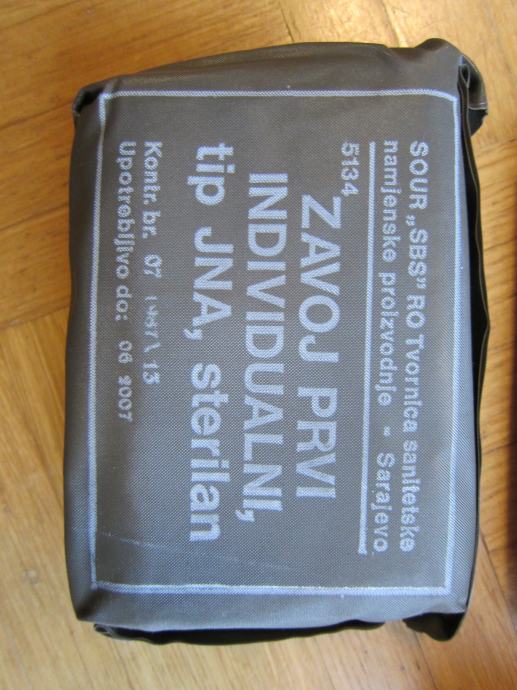 SOUR „SBS” RO Tvornica sanitetske
namjenske proizvodnje - Sarajevo
5134
ZAVOJ PRVI
INDIVIDUALNI,
tip JNA, sterilan
Kontr. br. 07 13
Upotrebljivo do: 06 2007